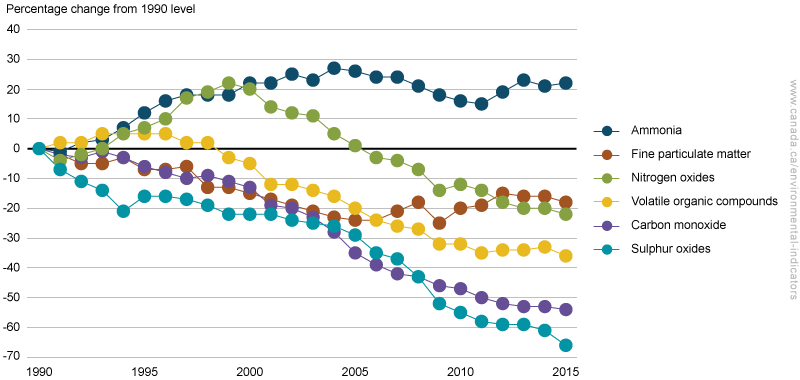 Percentage change from 1990 level
40
30
20
10
0
-10
-20
-30
-40
-50
-60
-70
1990
1995
2000
2005
2010
2015
Ammonia
Fine particulate matter
Nitrogen oxides
Volatile organic compounds
Carbon monoxide
Sulphur oxides
www.canada.ca/environmental-indicators